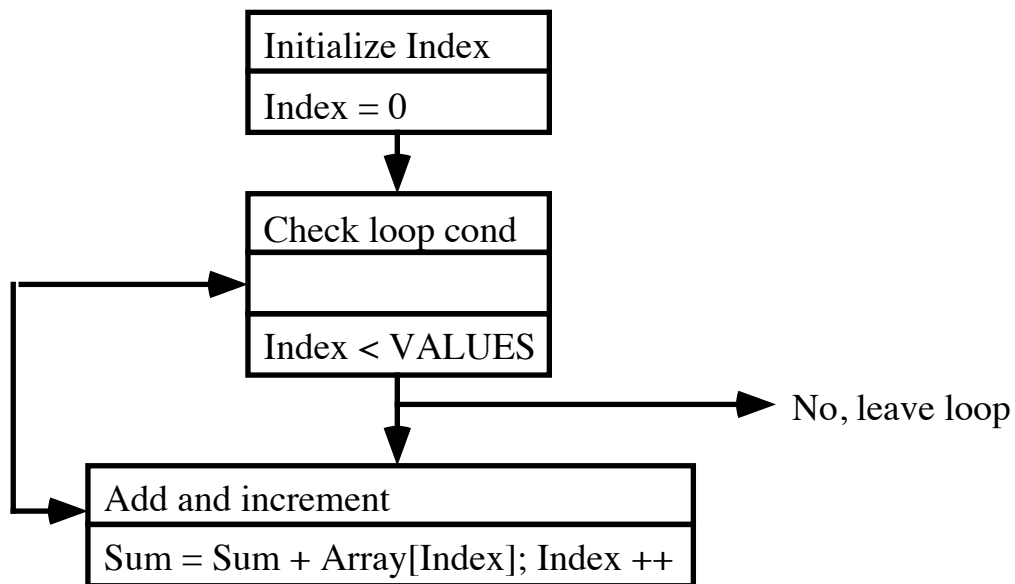 Initialize Index
Index = 0
Check loop cond
Index < VALUES
No, leave loop
Add and increment
Sum = Sum + Array[Index]; Index ++